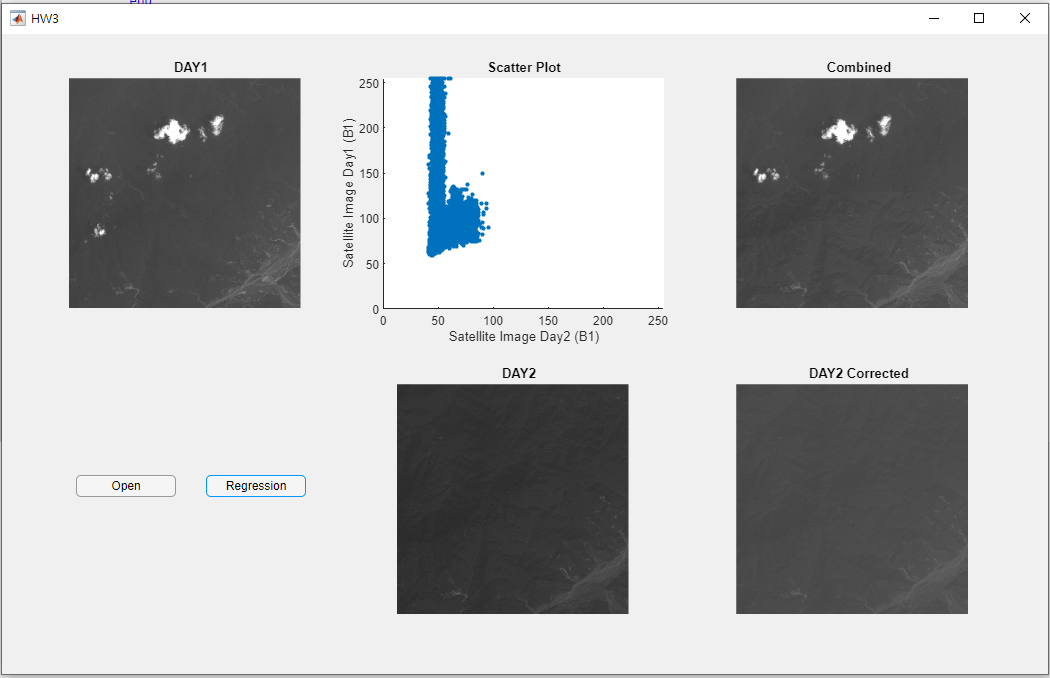 end
HW3
DAY1
Scatter Plot
Combined
250
200
150
100
50
0
Satellite Image Day1 (B1)
0 50 100 150 200 250
Satellite Image Day2 (B1)
DAY2
DAY2 Corrected
Open
Regression